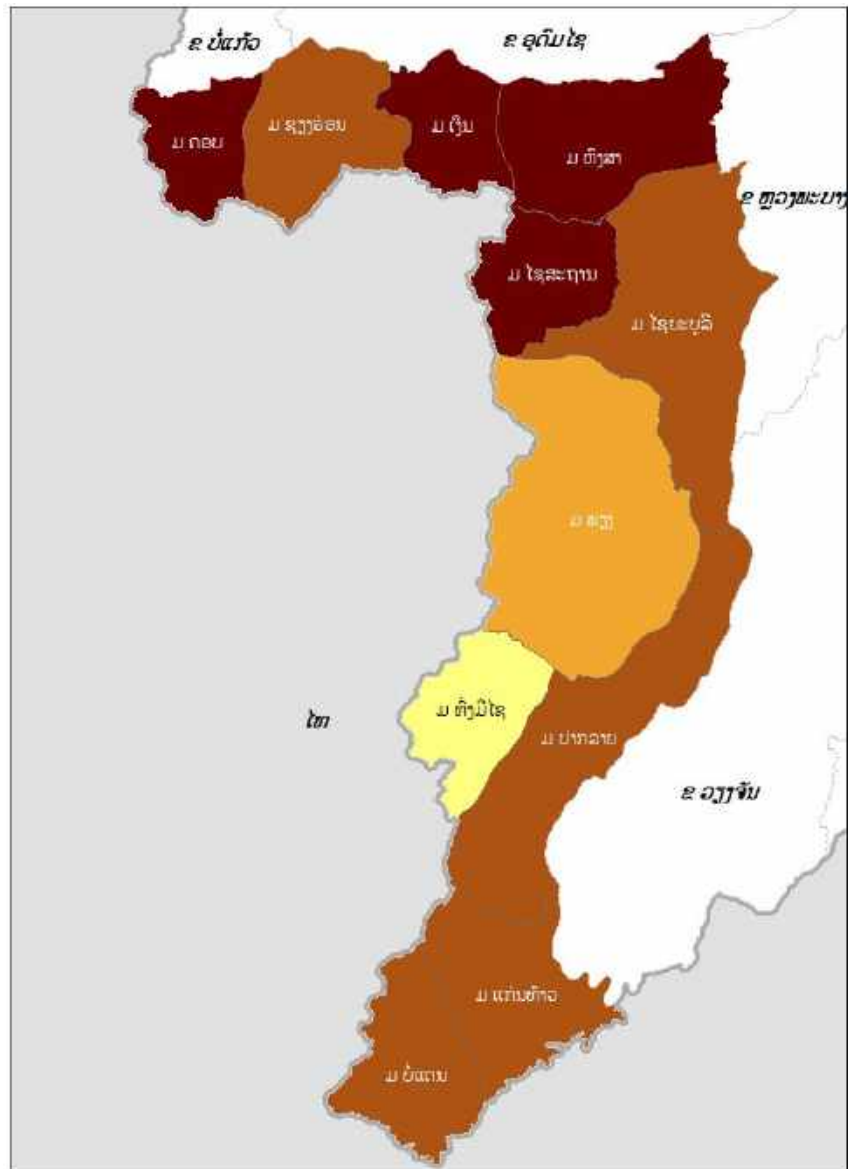 ຂ ບໍ່ແກ້ວ
ຂ ອຸດົມໄຊ
ມ ຄອບ
ມ ຊຽງຮ່ອນ
ມ ເງິນ
ມ ຫົງສາ
ຂ ຫຼວງພະບາງ
ມ ໄຊສະຖານ
ມ ໄຊຍະບູລີ
ມ ພຽງ
ມ ທົ່ງມີໄຊ
ໄທ
ມ ປາກລາຍ
ຂ ວຽງຈັນ
ມ ແກ່ນທ້າວ
ມ ບໍ່ແຕນ